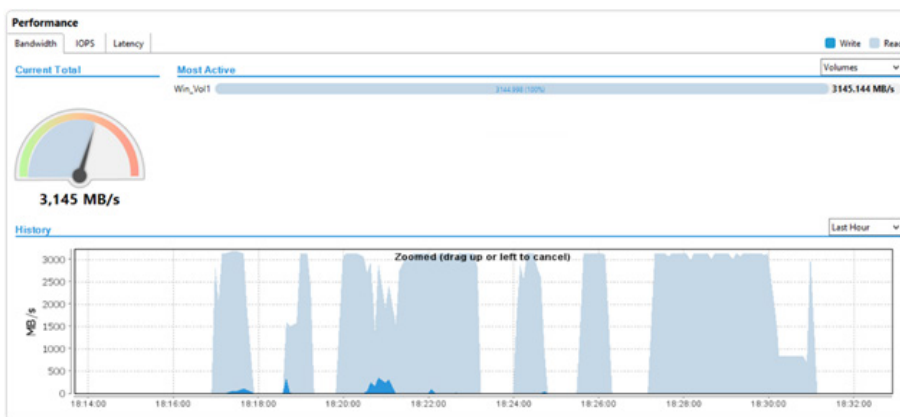 Performance
Bandwidth IOPS Latency Write Read
Current Total Most Active Volumes
Win_Vol1 3145.144 MB/s
3,145 MB/s
History Last Hour
Zoomed (drag up or left to cancel)
3000
2500
2000
1500
1000
500
0
MB/s
18:14:00 18:16:00 18:18:00 18:20:00 18:22:00 18:24:00 18:26:00 18:28:00 18:30:00 18:32:00